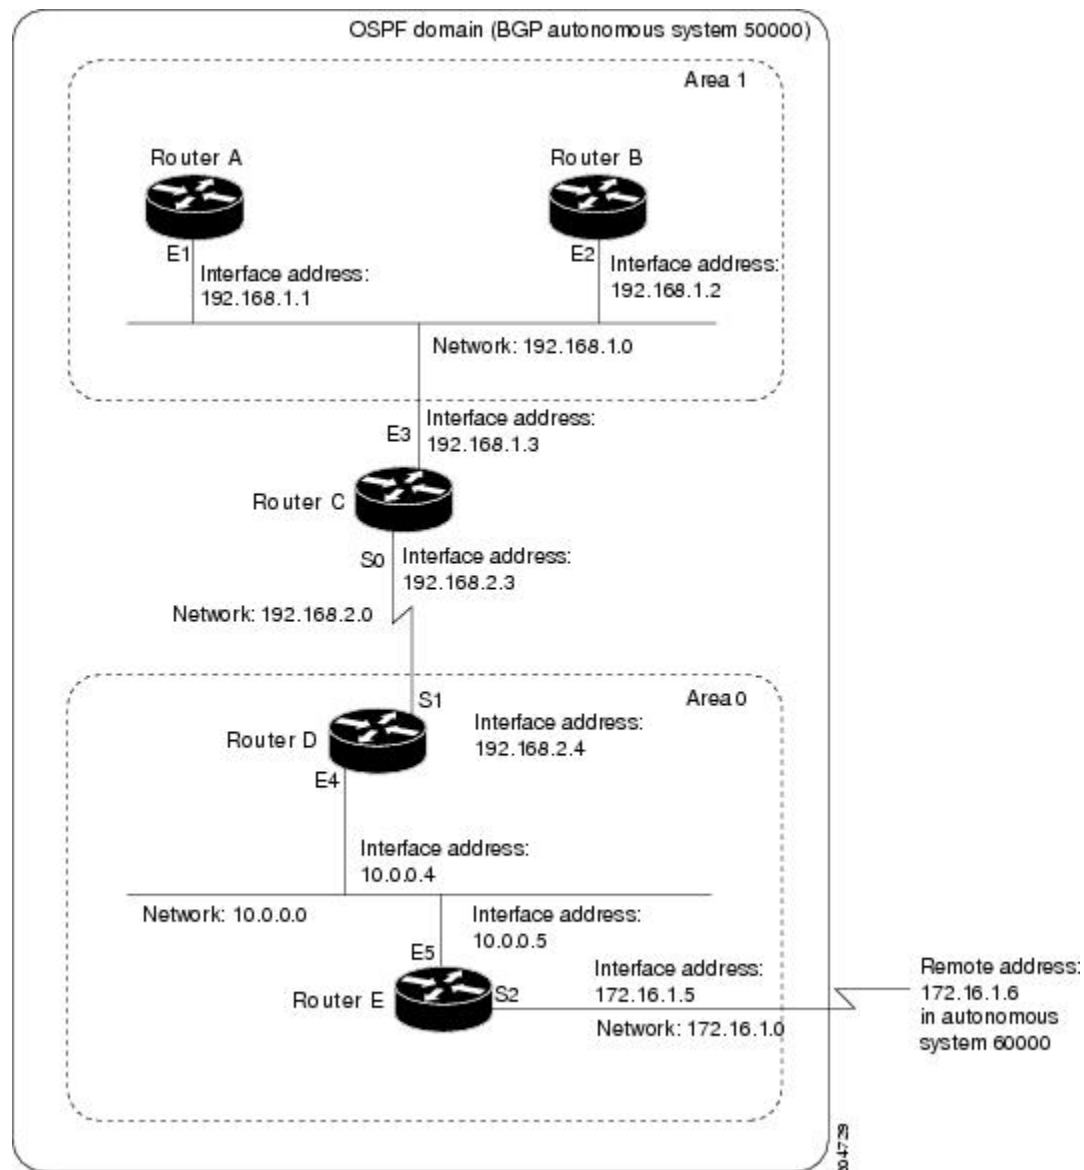 OSPF domain (BGP autonomous system 50000)
Area 1
Router A
Router B
E1
Interface address:
192.168.1.1
E2
Interface address:
192.168.1.2
Network: 192.168.1.0
E3
Interface address:
192.168.1.3
Router C
S0
Interface address:
192.168.2.3
Network: 192.168.2.0
Area 0
S1
Router D
Interface address:
192.168.2.4
E4
Interface address:
10.0.0.4
Network: 10.0.0.0
Interface address:
10.0.0.5
E5
Router E
S2
Interface address:
172.16.1.5
Network: 172.16.1.0
Remote address:
172.16.1.6
in autonomous
system 60000